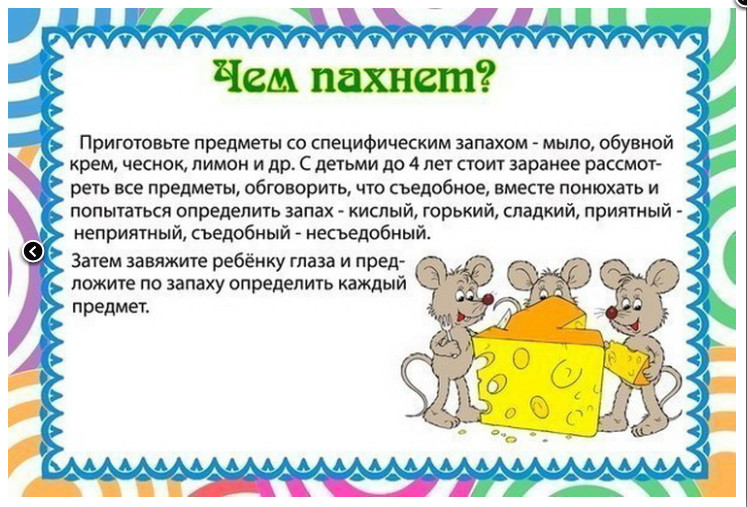 Чем пахнет?
Приготовьте предметы со специфическим запахом - мыло, обувной
крем, чеснок, лимон и др. С детьми до 4 лет стоит заранее рассмот-
реть все предметы, обговорить, что съедобное, вместе понюхать и
попытаться определить запах - кислый, горький, сладкий, приятный -
неприятный, съедобный - несъедобный.
Затем завяжите ребёнку глаза и пред-
ложите по запаху определить каждый
предмет.